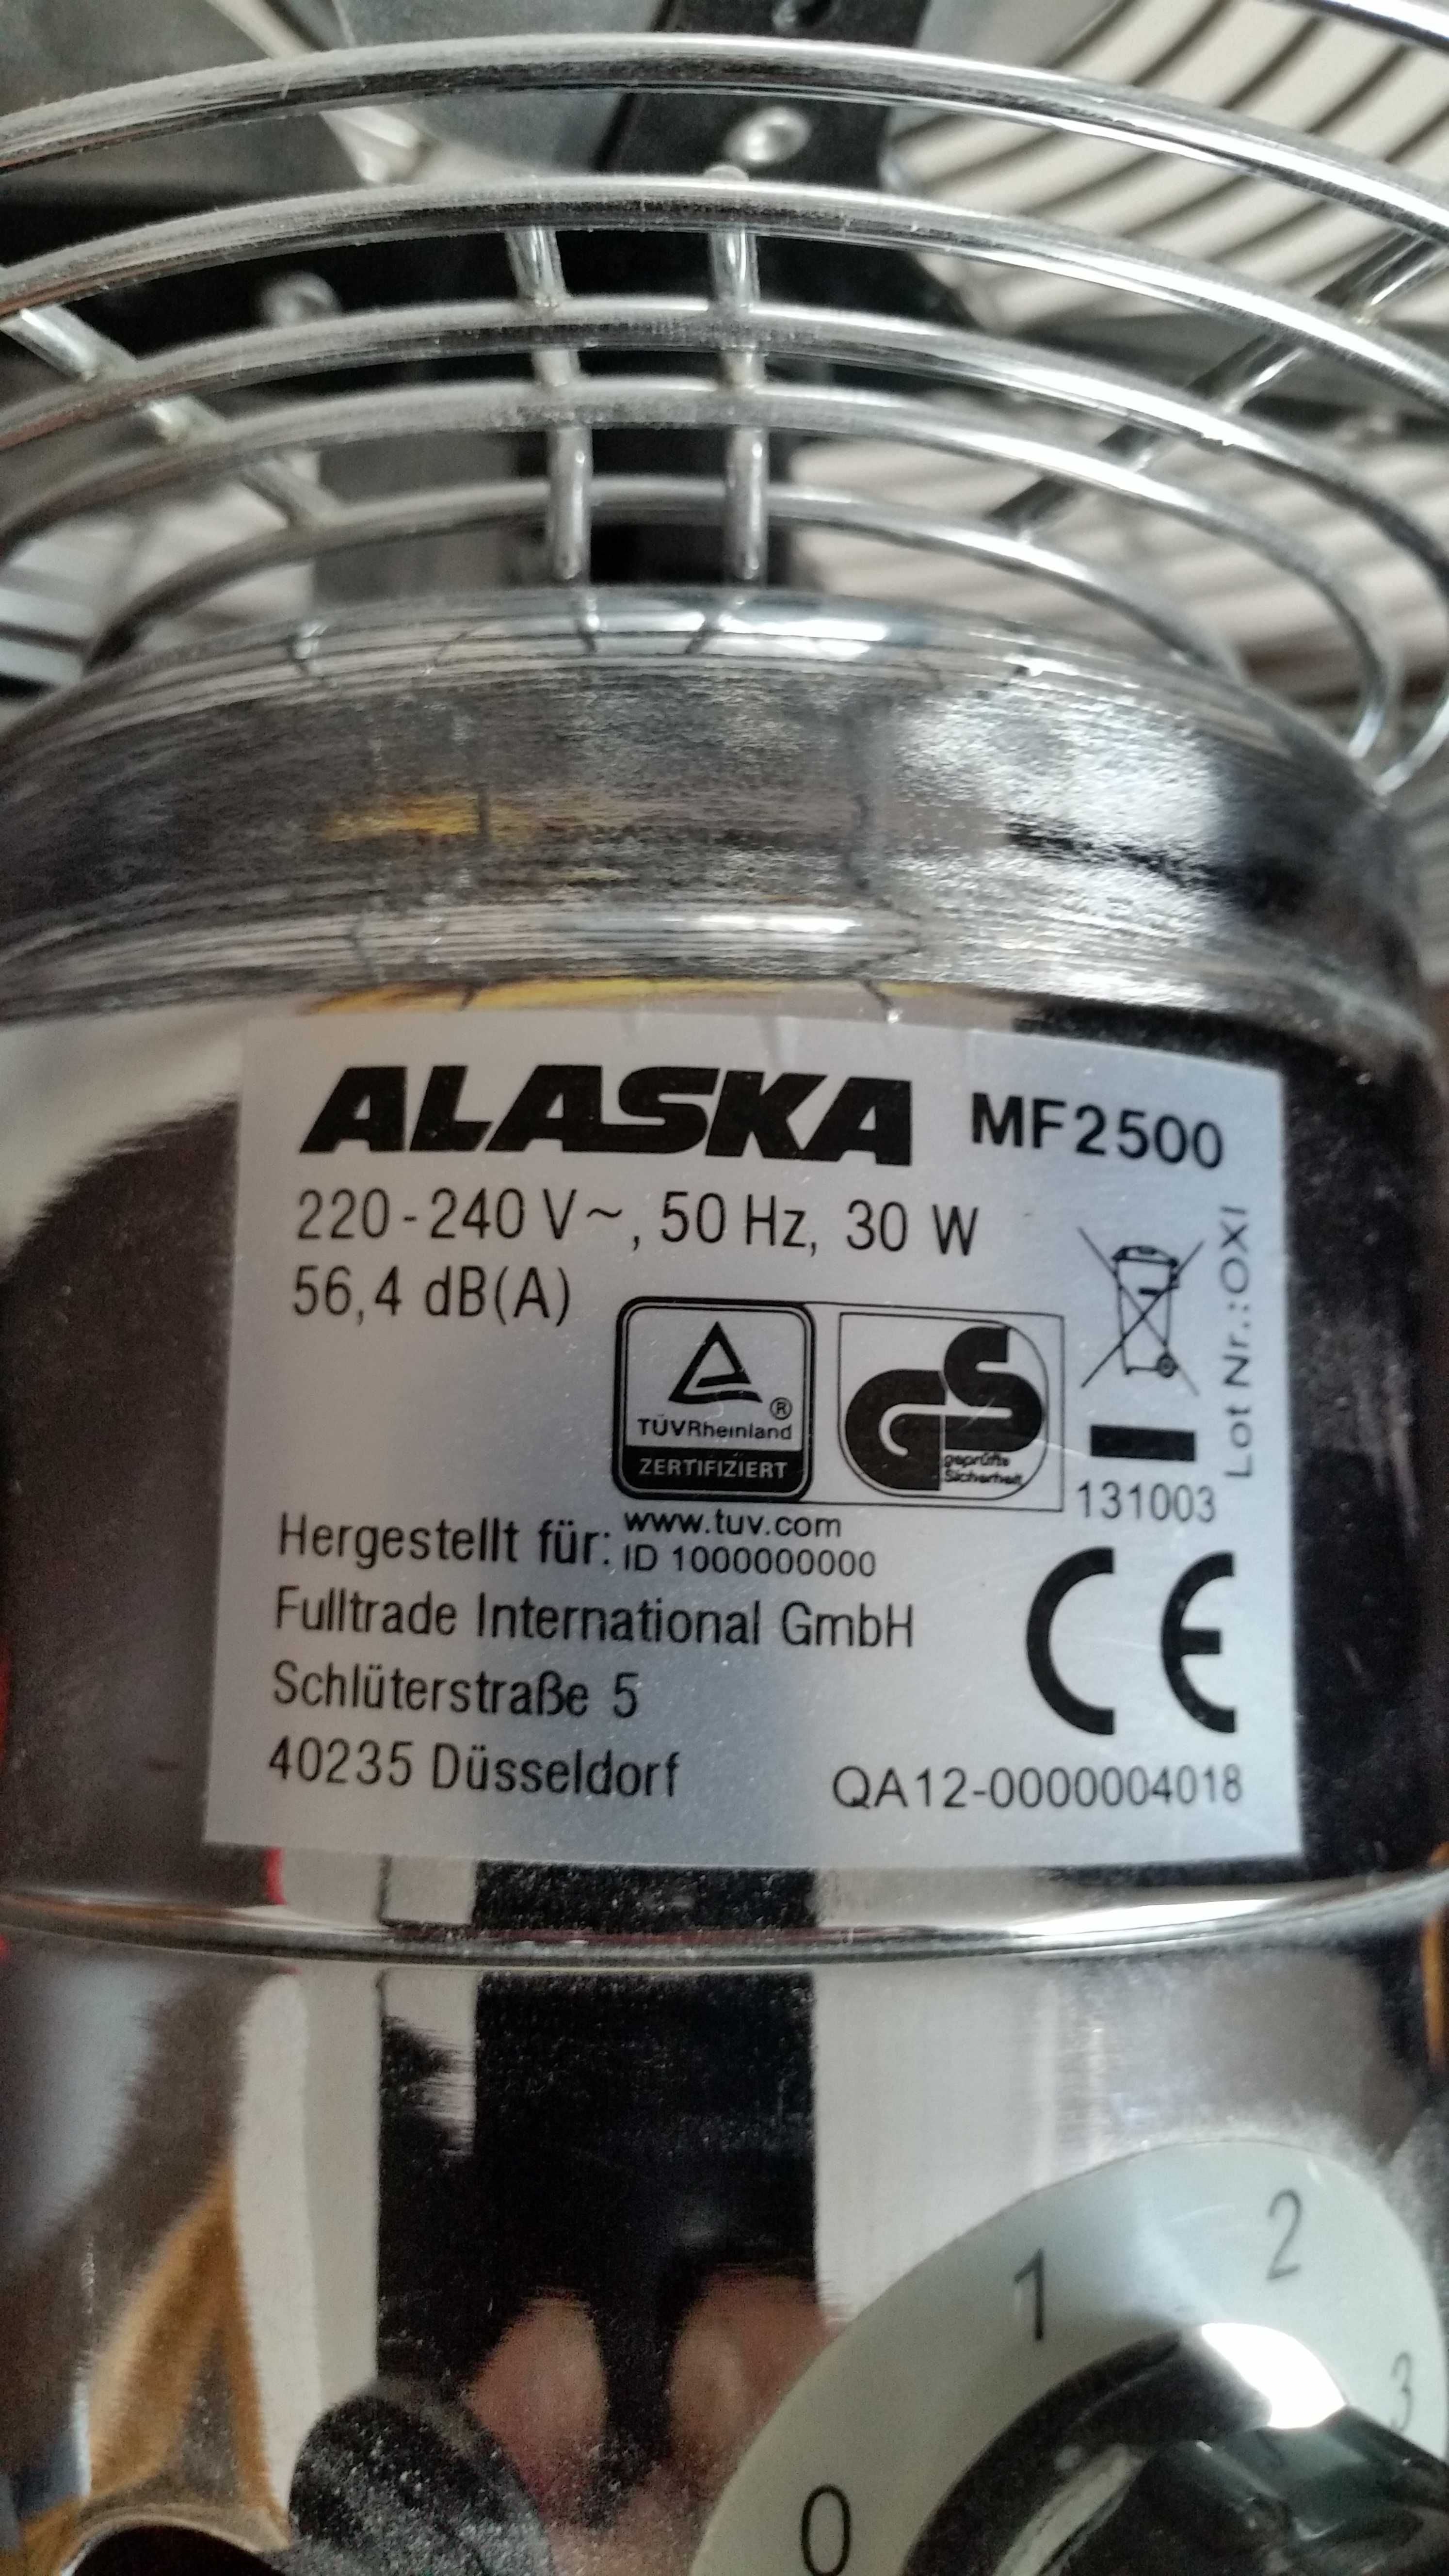 ALASKA MF2500
220-240 V~, 50 Hz, 30 W
56,4 dB(A)
TÜVRheinland ®
ZERTIFIZIERT
GS
geprüfte
Sicherheit
Lot Nr.:OXI
131003
www.tuv.com
ID 1000000000
Hergestellt für:
Fulltrade International GmbH
Schlüterstraße 5
40235 Düsseldorf
CE
QA12-0000004018
0
1
2
3